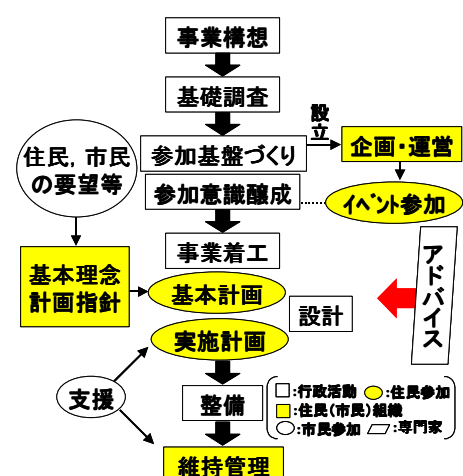 事業構想
基礎調査
設立
参加基盤づくり
企画・運営
住民，市民
の要望等
参加意識醸成
イベント参加
事業着工
アドバイス
基本理念
計画指針
基本計画
設計
実施計画
支援
整備
□:行政活動 ○:住民参加
□:住民（市民）組織
○:市民参加 ▱:専門家
維持管理